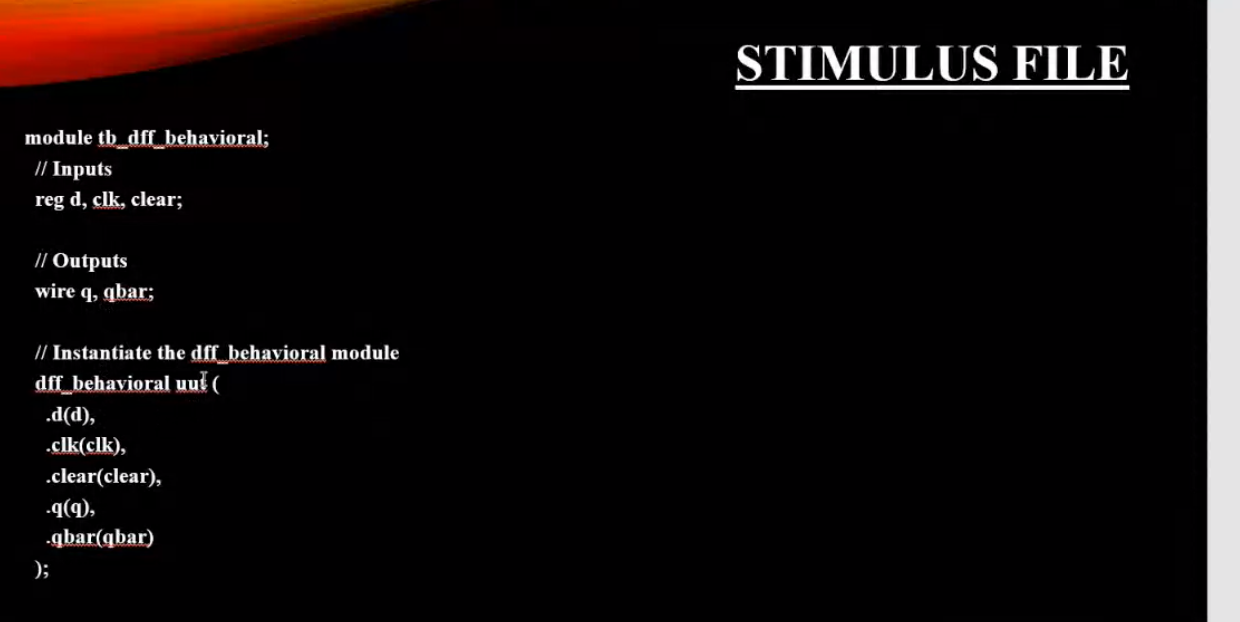 STIMULUS FILE
module tb_dff_behavioral;
// Inputs
reg d, clk, clear;
// Outputs
wire q, qbar;
// Instantiate the dff_behavioral module
dff_behavioral uut (
.d(d),
.clk(clk),
.clear(clear),
.q(q),
.qbar(qbar)
);